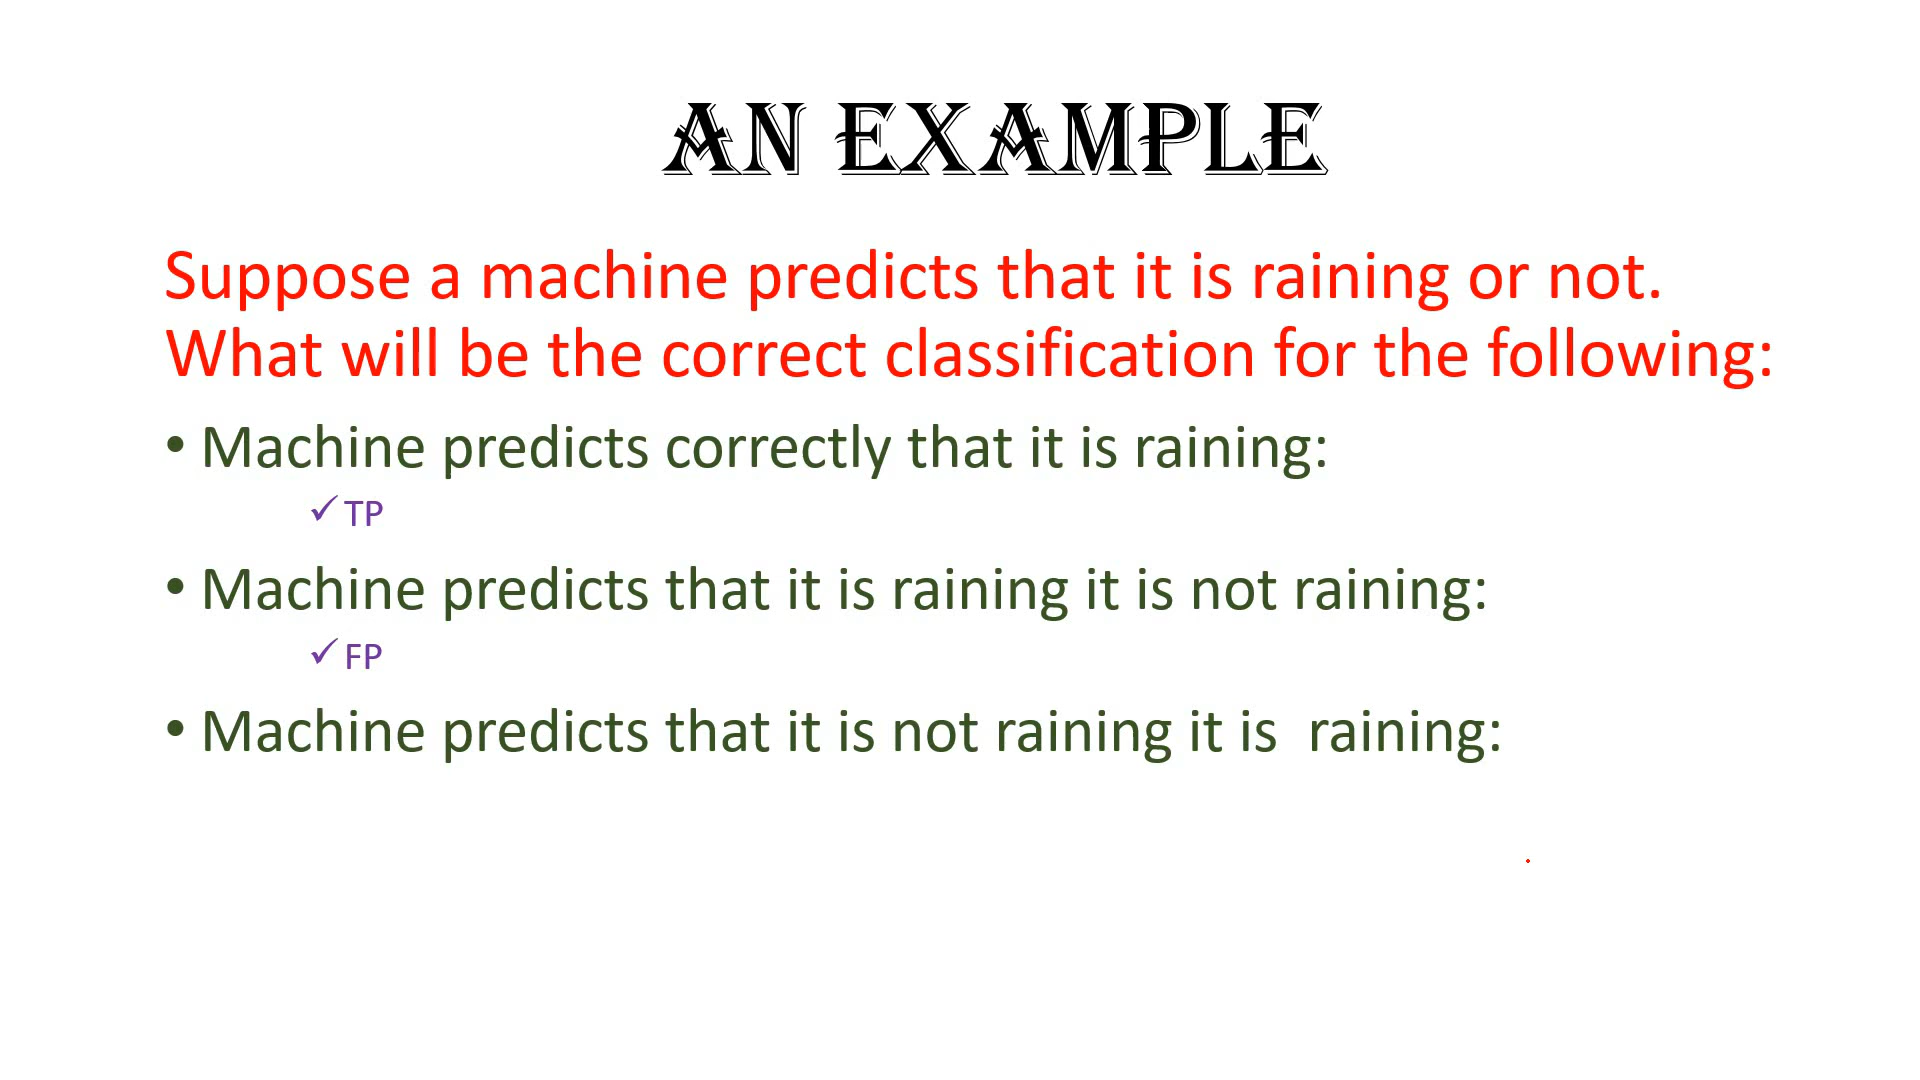 AN EXAMPLE
Suppose a machine predicts that it is raining or not.
What will be the correct classification for the following:
• Machine predicts correctly that it is raining:
✓ TP
• Machine predicts that it is raining it is not raining:
✓ FP
• Machine predicts that it is not raining it is  raining: